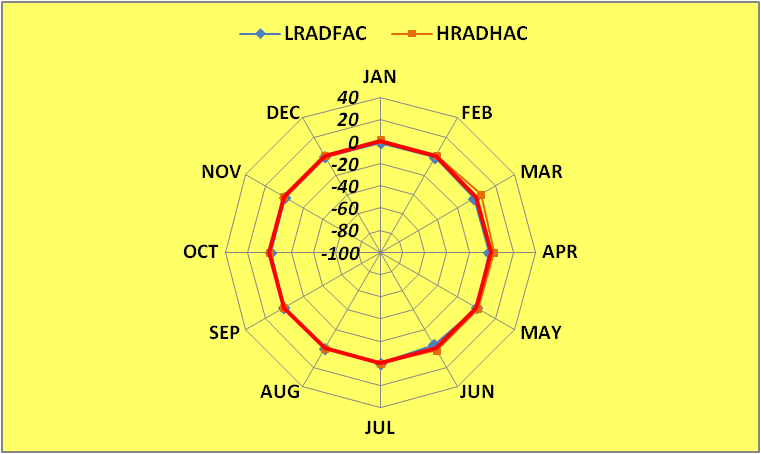 LRADFAC HRADHAC
JAN
FEB
MAR
APR
MAY
JUN
JUL
AUG
SEP
OCT
NOV
DEC
40
20
0
-20
-40
-60
-80
-100